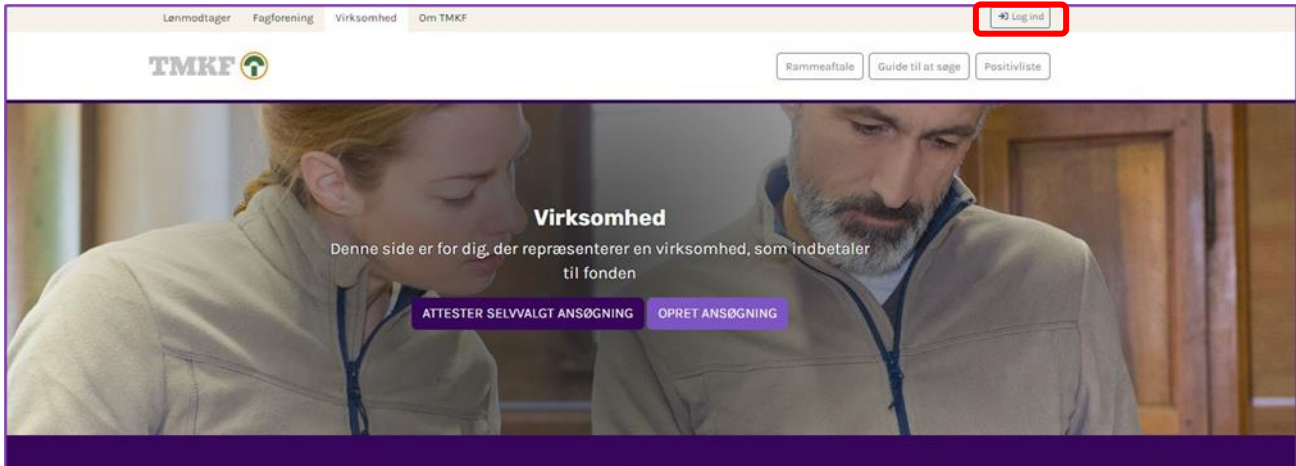 Lønmodtager Fagforening Virksomhed Om TMKF Log ind
TMKF Rammeaftale Guide til at søge Positivliste
Virksomhed
Denne side er for dig, der repræsenterer en virksomhed, som indbetaler
til fonden
ATTESTER SELVVALGT ANSØGNING OPRET ANSØGNING